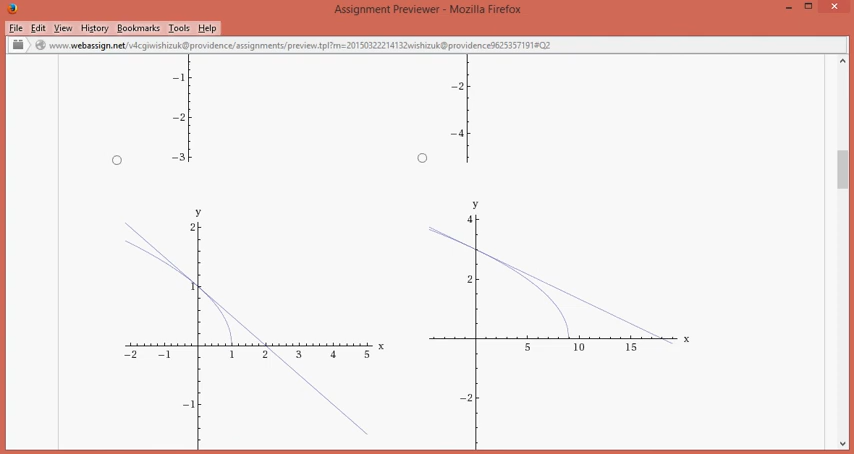 Assignment Previewer - Mozilla Firefox
File Edit View History Bookmarks Tools Help
www.webassign.net/v4cgiwishizuk@providence/assignments/preview.tpl?m=20150322214132wishizuk@providence9625357191#Q2
−1
−2
−3
−2
−4
y
2
1
−2 −1 1 2 3 4 5 x
−1
y
4
2
5 10 15 x
−2